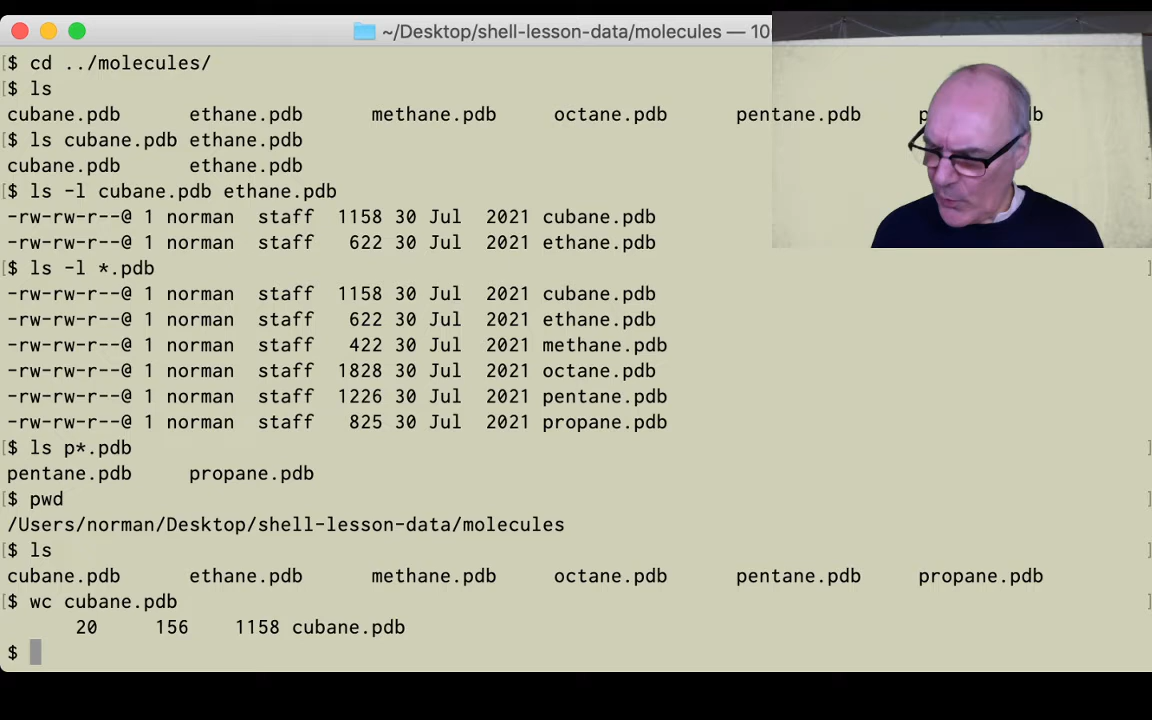 ~/Desktop/shell-lesson-data/molecules — 10
[$ cd ../molecules/
[$ ls
cubane.pdb ethane.pdb methane.pdb octane.pdb pentane.pdb
[$ ls cubane.pdb ethane.pdb
cubane.pdb ethane.pdb
[$ ls -l cubane.pdb ethane.pdb ]
-rw-rw-r--@ 1 norman staff 1158 30 Jul 2021 cubane.pdb
-rw-rw-r--@ 1 norman staff 622 30 Jul 2021 ethane.pdb
[$ ls -l *.pdb ]
-rw-rw-r--@ 1 norman staff 1158 30 Jul 2021 cubane.pdb
-rw-rw-r--@ 1 norman staff 622 30 Jul 2021 ethane.pdb
-rw-rw-r--@ 1 norman staff 422 30 Jul 2021 methane.pdb
-rw-rw-r--@ 1 norman staff 1828 30 Jul 2021 octane.pdb
-rw-rw-r--@ 1 norman staff 1226 30 Jul 2021 pentane.pdb
-rw-rw-r--@ 1 norman staff 825 30 Jul 2021 propane.pdb
[$ ls p*.pdb ]
pentane.pdb propane.pdb
[$ pwd ]
/Users/norman/Desktop/shell-lesson-data/molecules
[$ ls ]
cubane.pdb ethane.pdb methane.pdb octane.pdb pentane.pdb propane.pdb
[$ wc cubane.pdb ]
20 156 1158 cubane.pdb
$